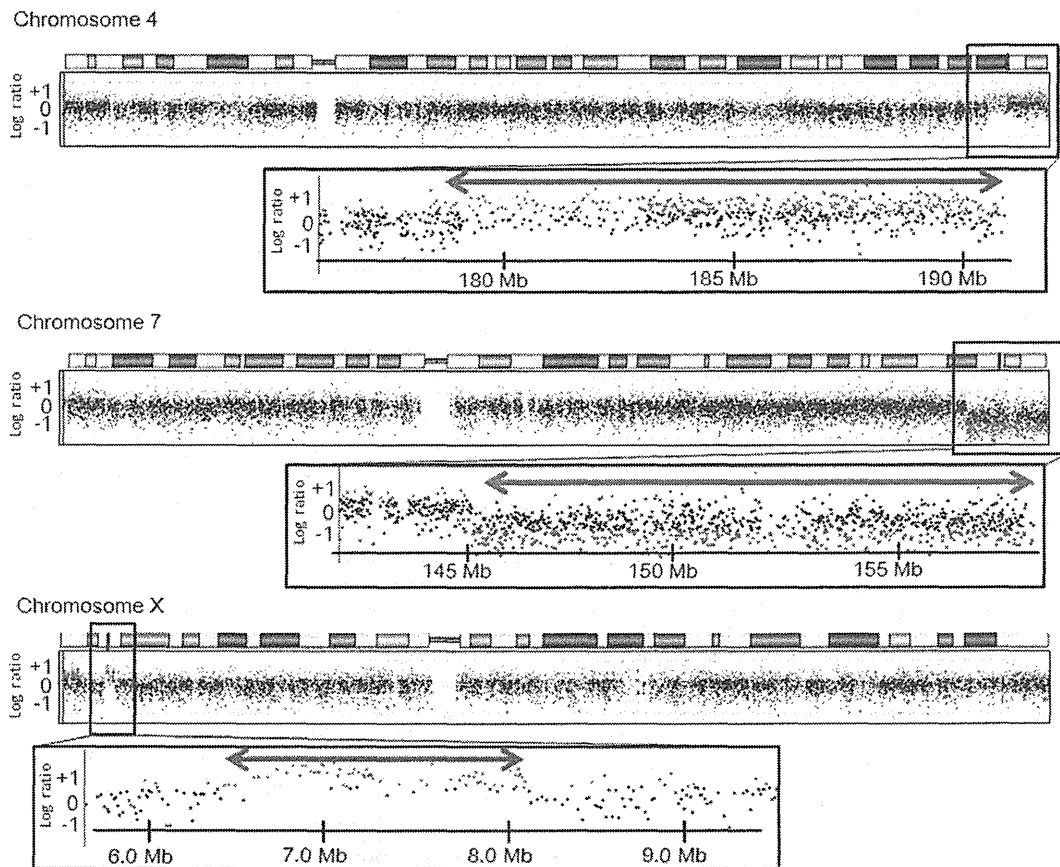 Chromosome 4
Log ratio
+1
0
-1
Log ratio
+1
0
-1
180 Mb
185 Mb
190 Mb
Chromosome 7
Log ratio
+1
0
-1
Log ratio
+1
0
-1
145 Mb
150 Mb
155 Mb
Chromosome X
Log ratio
+1
0
-1
Log ratio
+1
0
-1
6.0 Mb
7.0 Mb
8.0 Mb
9.0 Mb